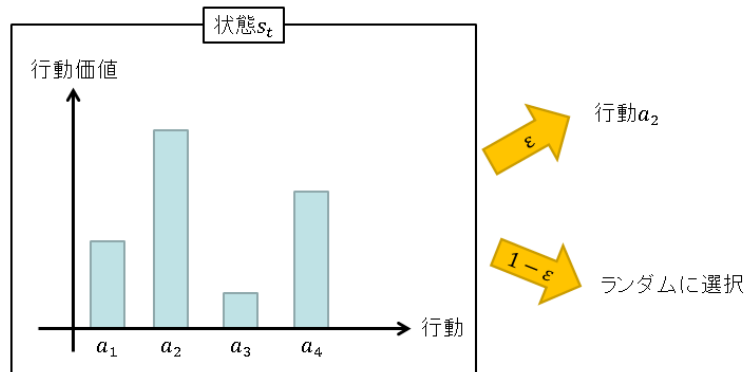 状態s_t
行動価値
行動
a_1
a_2
a_3
a_4
ε
行動a_2
1 − ε
ランダムに選択